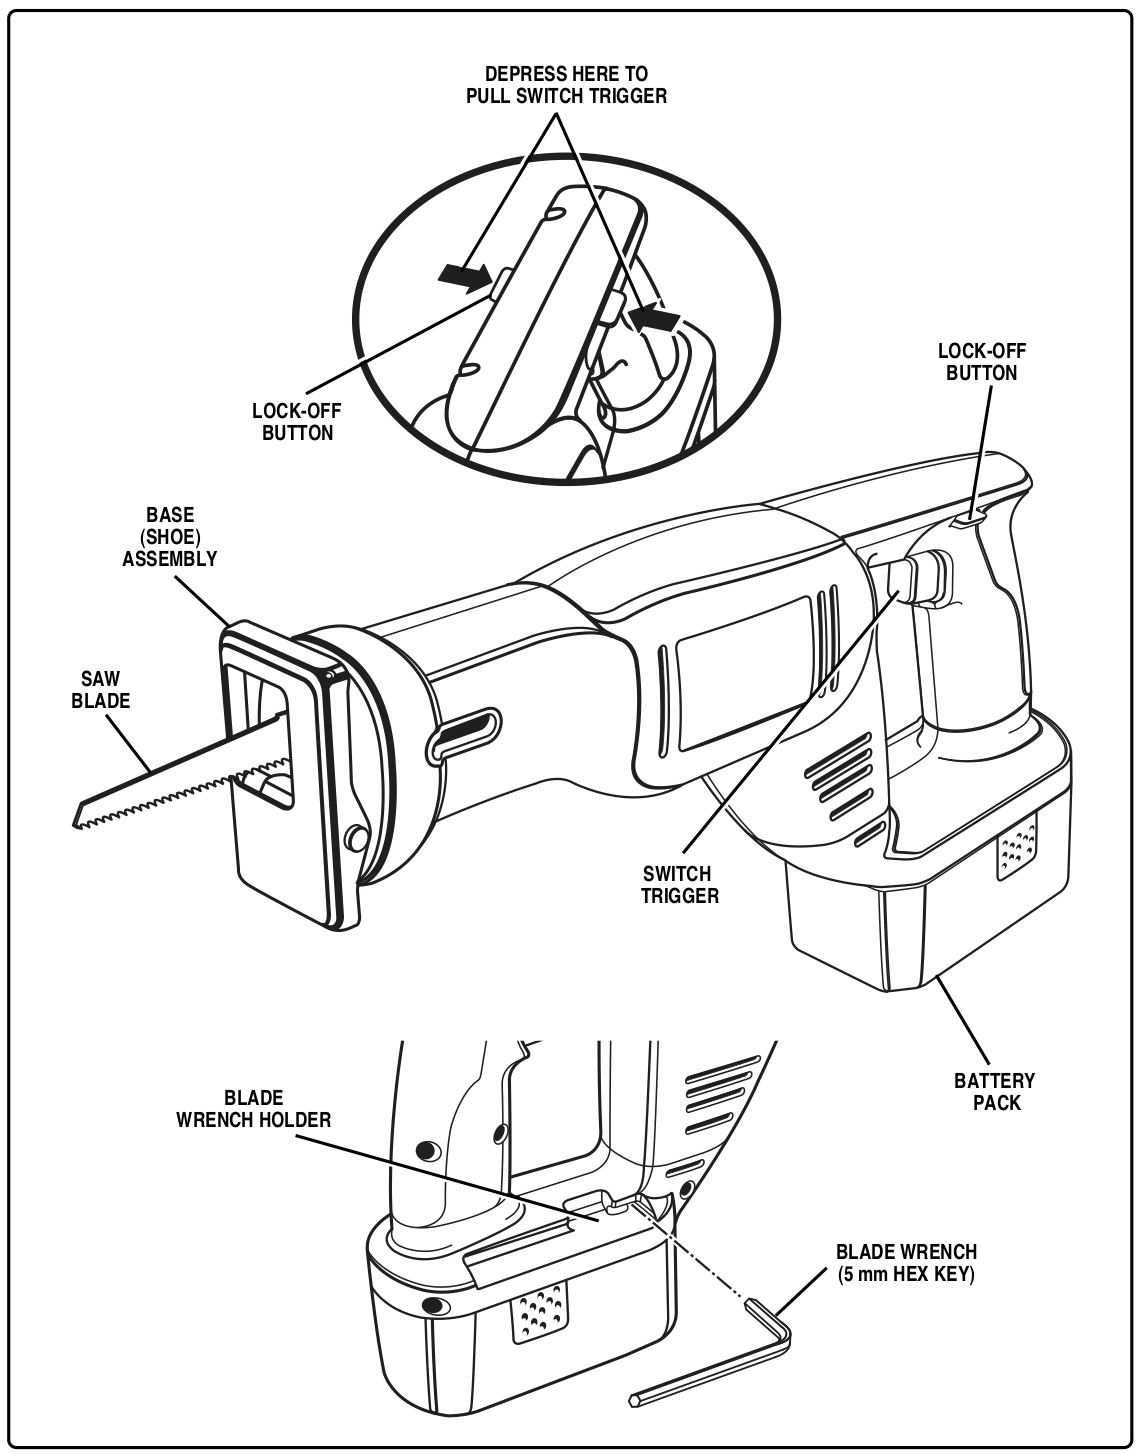 DEPRESS HERE TO
PULL SWITCH TRIGGER
LOCK-OFF
BUTTON
LOCK-OFF
BUTTON
BASE
(SHOE)
ASSEMBLY
SAW
BLADE
SWITCH
TRIGGER
BATTERY
PACK
BLADE
WRENCH HOLDER
BLADE WRENCH
(5 mm HEX KEY)